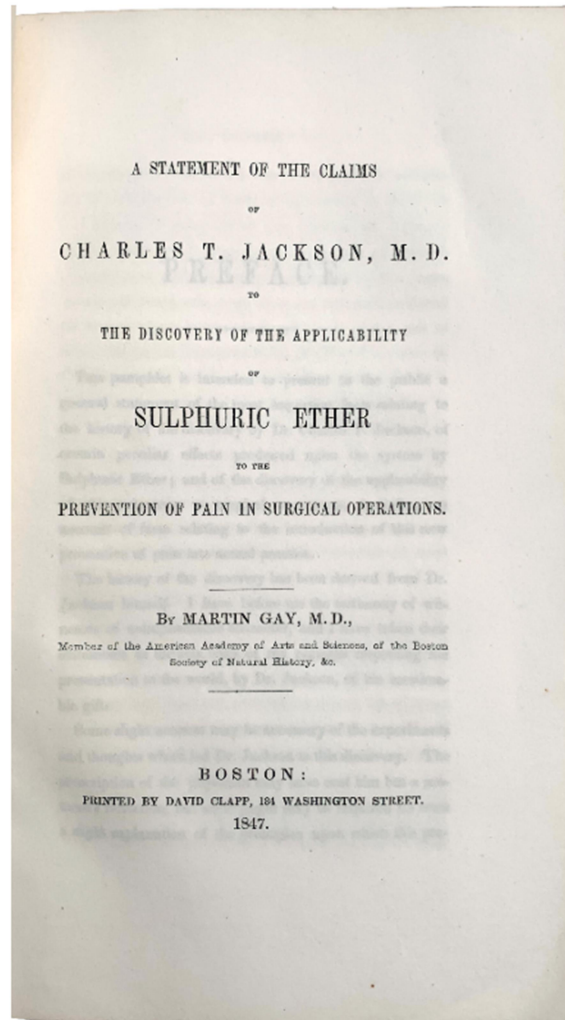 A STATEMENT OF THE CLAIMS
OF
CHARLES T. JACKSON, M. D.
TO
THE DISCOVERY OF THE APPLICABILITY
OF
SULPHURIC ETHER
TO THE
PREVENTION OF PAIN IN SURGICAL OPERATIONS.
BY MARTIN GAY, M.D.,
Member of the American Academy of Arts and Sciences, of the Boston
Society of Natural History, &c.
BOSTON:
PRINTED BY DAVID CLAPP, 184 WASHINGTON STREET.
1847.